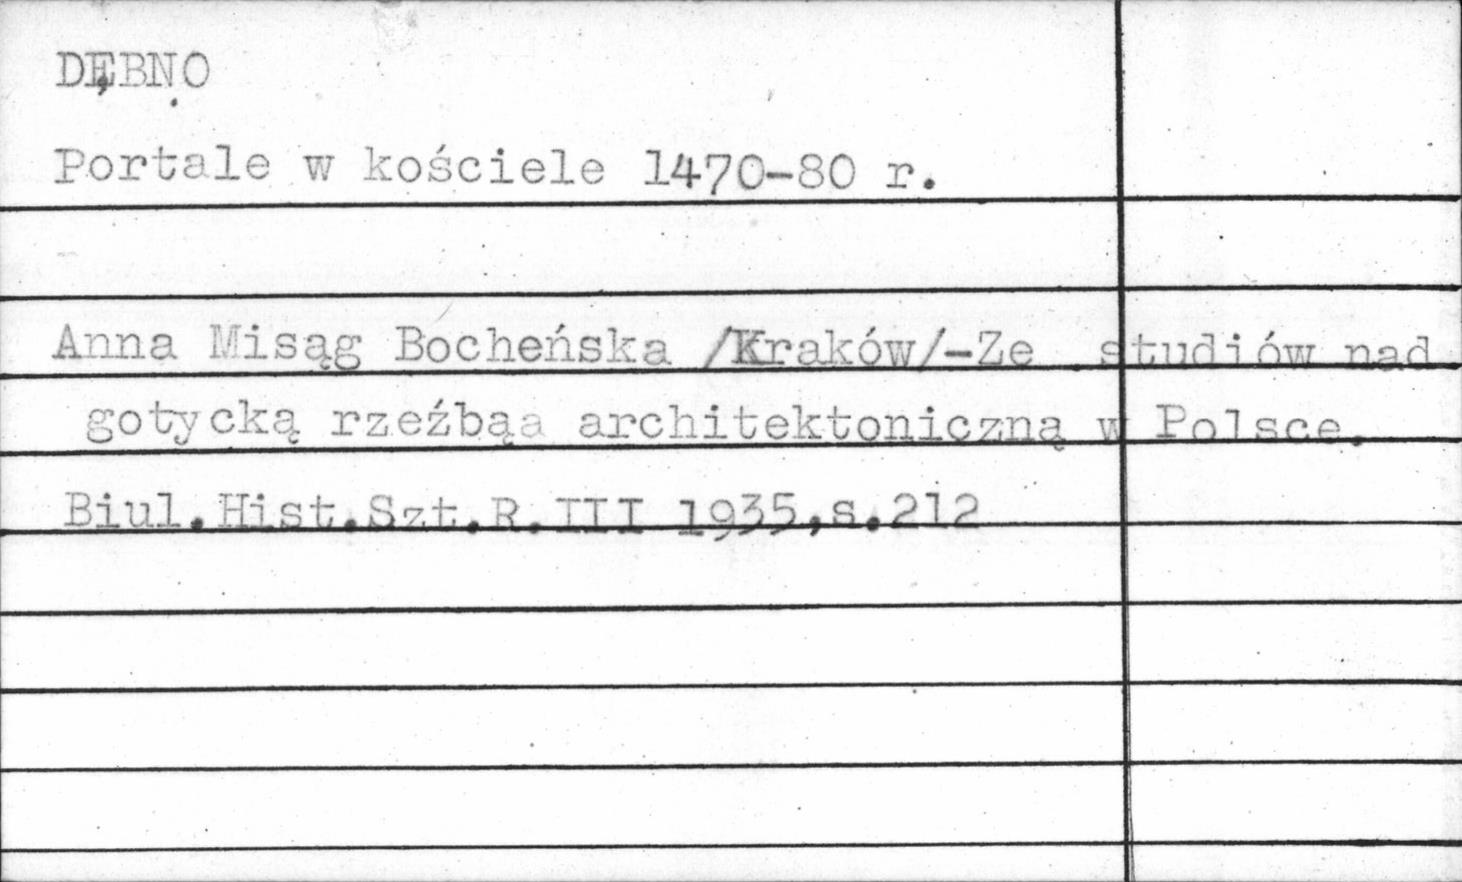 DĘBNO
Portale w kościele 1470-80 r.
Anna Misąg Bocheńska /Kraków/-Ze studiów nad
gotycką rzeźbąa architektoniczną w Polsce.
Biul.Hist.Szt.R.III 1935,s.212